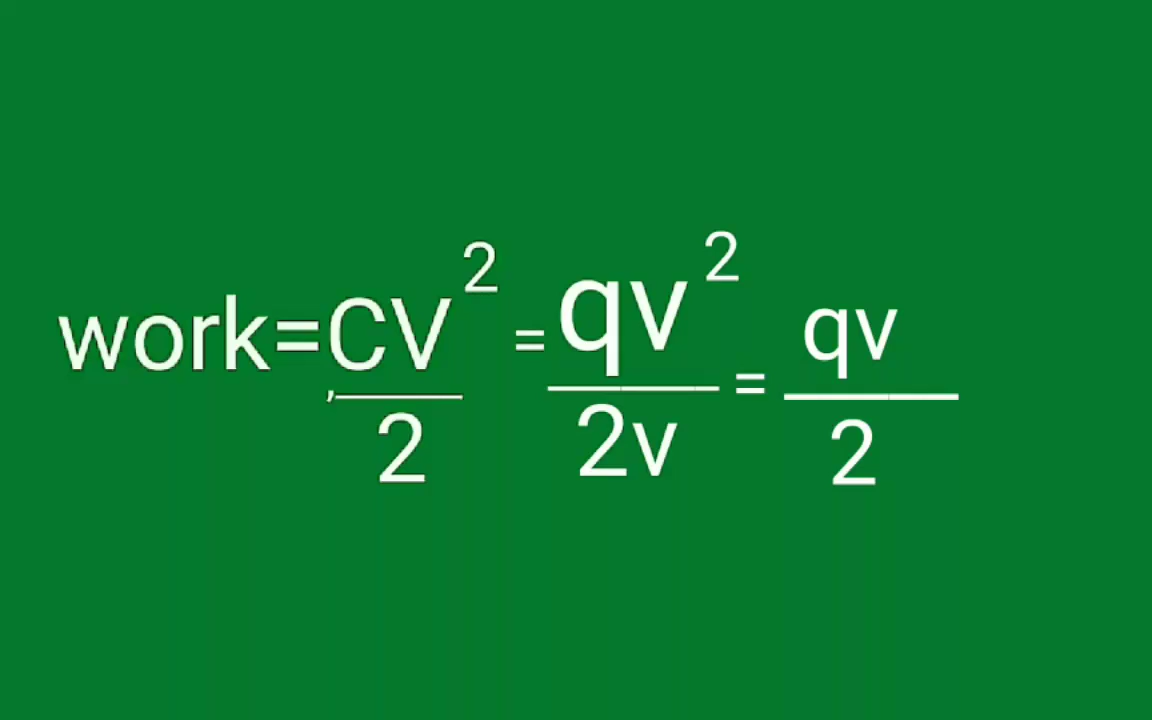 work=CV²/2 = qv²/2v = qv/2